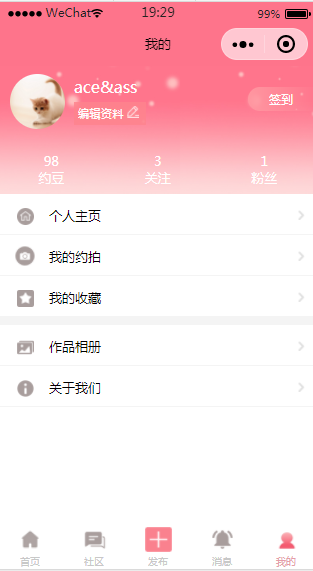 WeChat 19:29 99%
我的
ace&ass
编辑资料
签到
98 3 1
约豆 关注 粉丝
个人主页
我的约拍
我的收藏
作品相册
关于我们
首页 社区 发布 消息 我的